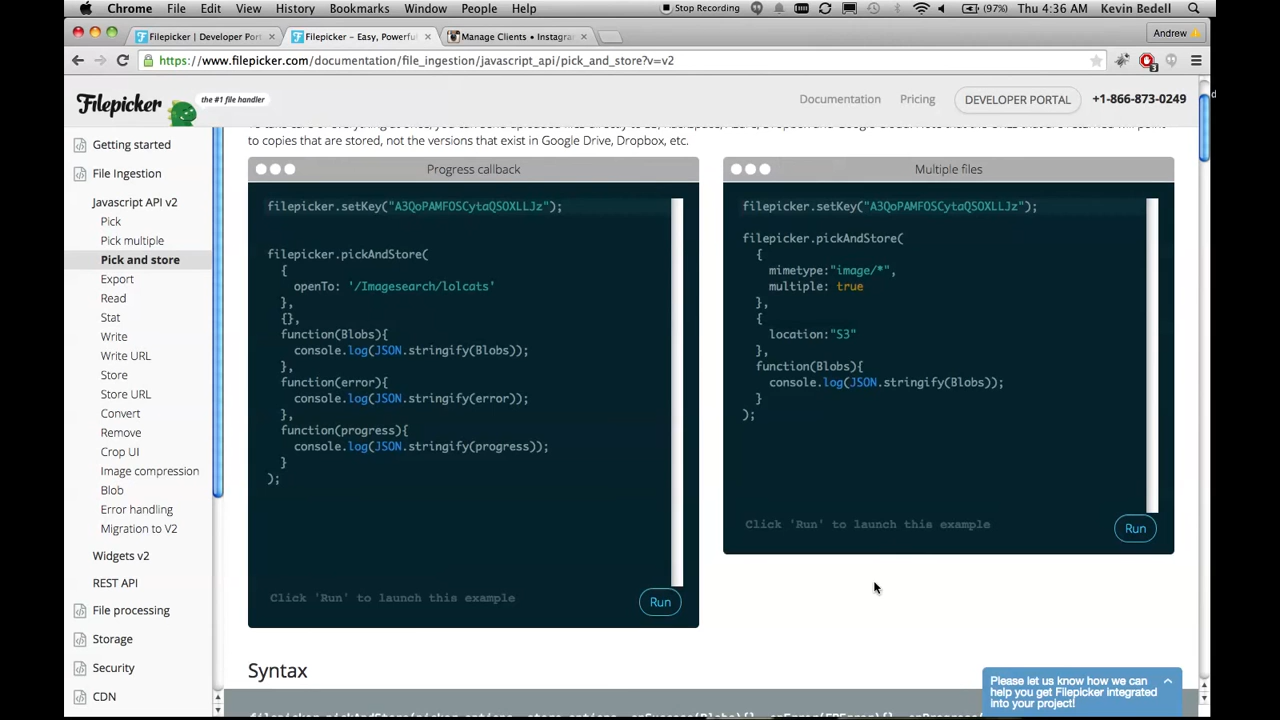 Chrome File Edit View History Bookmarks Window People Help Stop Recording (97%) Thu 4:36 AM Kevin Bedell
Filepicker | Developer Port × Filepicker – Easy, Powerfu × Manage Clients • Instagra × Andrew
https://www.filepicker.com/documentation/file_ingestion/javascript_api/pick_and_store?v=v2
3
Filepicker the #1 file handler Documentation Pricing DEVELOPER PORTAL +1-866-873-0249
to copies that are stored, not the versions that exist in Google Drive, Dropbox, etc.
Getting started
File Ingestion
Javascript API v2
Pick
Pick multiple
Pick and store
Export
Read
Stat
Write
Write URL
Store
Store URL
Convert
Remove
Crop UI
Image compression
Blob
Error handling
Migration to V2
Widgets v2
REST API
File processing
Storage
Security
CDN
Progress callback
filepicker.setKey("A3QoPAMFOSCytaQSOXLLJz");
filepicker.pickAndStore(
{
openTo: '/Imagesearch/lolcats'
},
{},
function(Blobs){
console.log(JSON.stringify(Blobs));
},
function(error){
console.log(JSON.stringify(error));
},
function(progress){
console.log(JSON.stringify(progress));
}
);
Click 'Run' to launch this example
Run
Multiple files
filepicker.setKey("A3QoPAMFOSCytaQSOXLLJz");
filepicker.pickAndStore(
{
mimetype:"image/*",
multiple: true
},
{
location:"S3"
},
function(Blobs){
console.log(JSON.stringify(Blobs));
}
);
Click 'Run' to launch this example
Run
Syntax
Please let us know how we can
help you get Filepicker integrated
into your project!